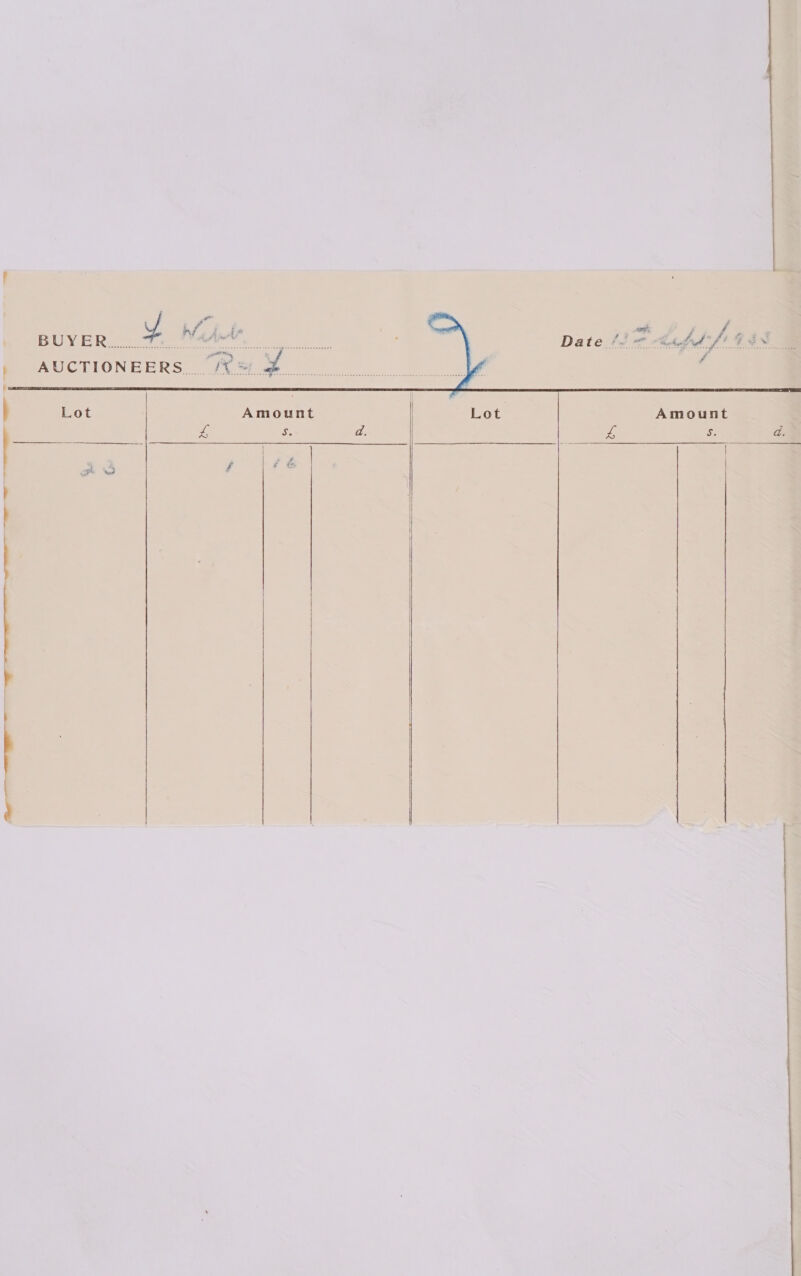 BUYER
Date
AUCTIONEERS
Lot Amount Lot Amount
£ s. d. £ s. d.
23 1 16